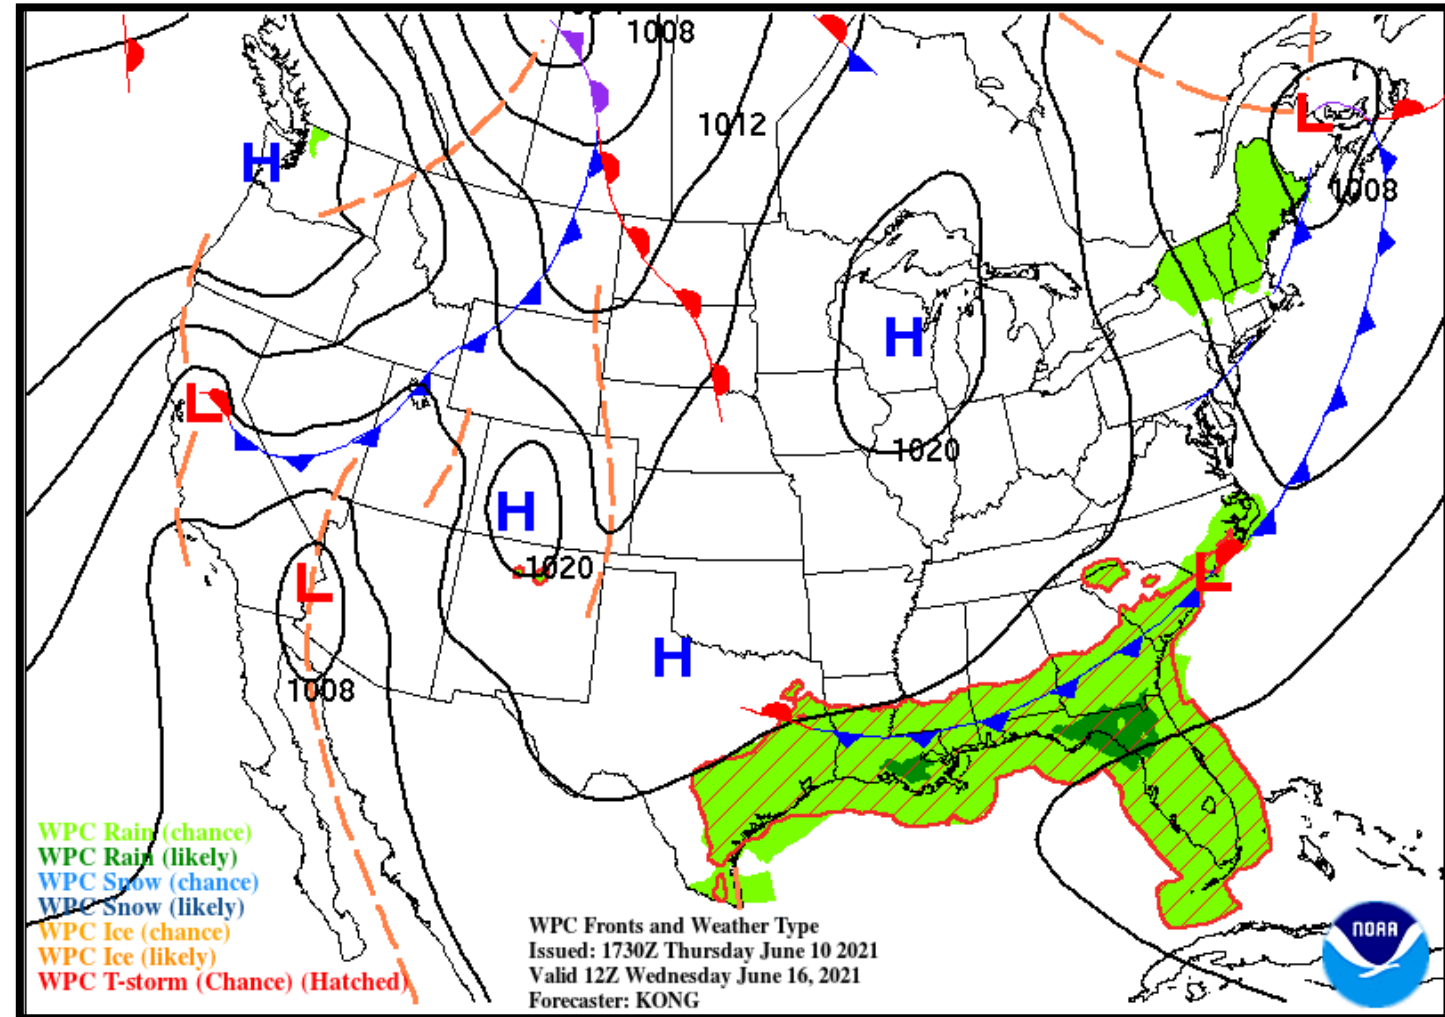 1008
1012
H
L
1008
H
L
1020
H
1020
L
L
H
1008
WPC Rain (chance)
WPC Rain (likely)
WPC Snow (chance)
WPC Snow (likely)
WPC Ice (chance)
WPC Ice (likely)
WPC T-storm (Chance) (Hatched)
WPC Fronts and Weather Type
Issued: 1730Z Thursday June 10 2021
Valid 12Z Wednesday June 16, 2021
Forecaster: KONG
NOAA